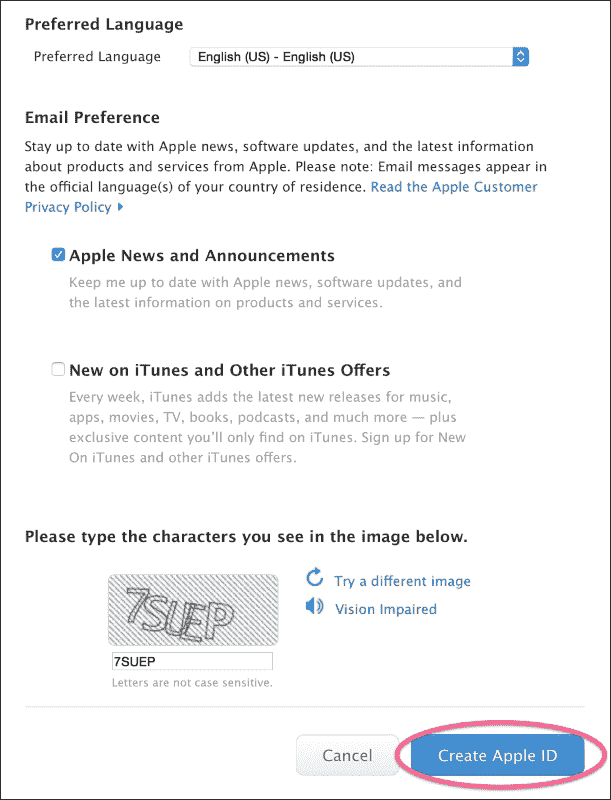 Preferred Language
Preferred Language English (US) - English (US)
Email Preference
Stay up to date with Apple news, software updates, and the latest information
about products and services from Apple. Please note: Email messages appear in
the official language(s) of your country of residence. Read the Apple Customer
Privacy Policy
Apple News and Announcements
Keep me up to date with Apple news, software updates, and
the latest information on products and services.
New on iTunes and Other iTunes Offers
Every week, iTunes adds the latest new releases for music,
apps, movies, TV, books, podcasts, and much more — plus
exclusive content you’ll only find on iTunes. Sign up for New
On iTunes and other iTunes offers.
Please type the characters you see in the image below.
7SUEP
Try a different image
Vision Impaired
7SUEP
Letters are not case sensitive.
Cancel Create Apple ID